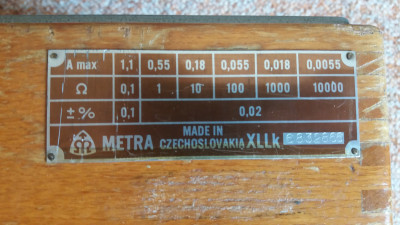 A max 1,1 0,55 0,18 0,055 0,018 0,0055
Ω 0,1 1 10 100 1000 10000
±% 0,1 0,02
METRA MADE IN CZECHOSLOVAKIA XLLk